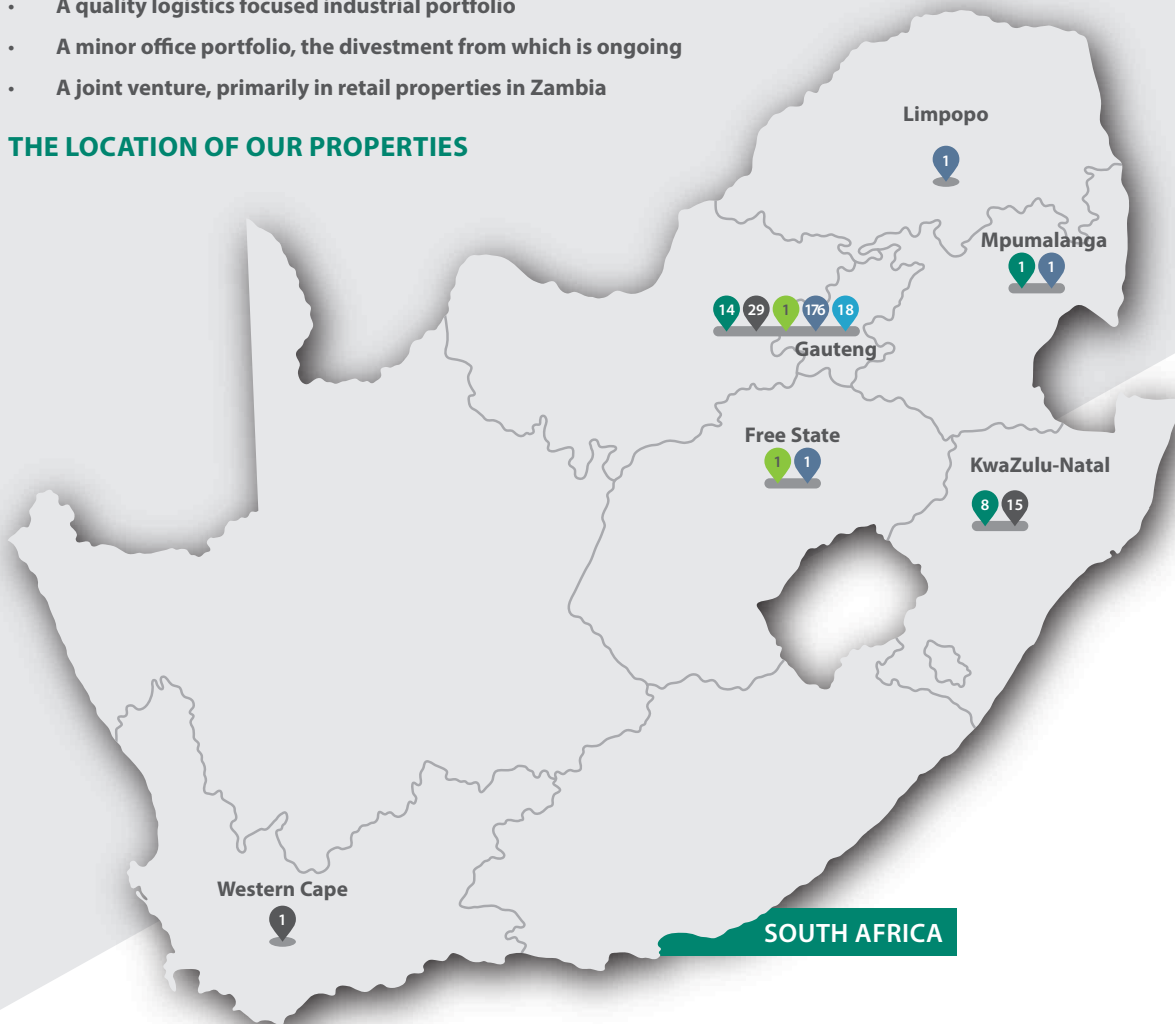 • A quality logistics focused industrial portfolio
• A minor office portfolio, the divestment from which is ongoing
• A joint venture, primarily in retail properties in Zambia
THE LOCATION OF OUR PROPERTIES
Limpopo
1
Mpumalanga
1 1
14 29 1 176 18
Gauteng
Free State
1 1
KwaZulu-Natal
8 15
Western Cape
1
SOUTH AFRICA